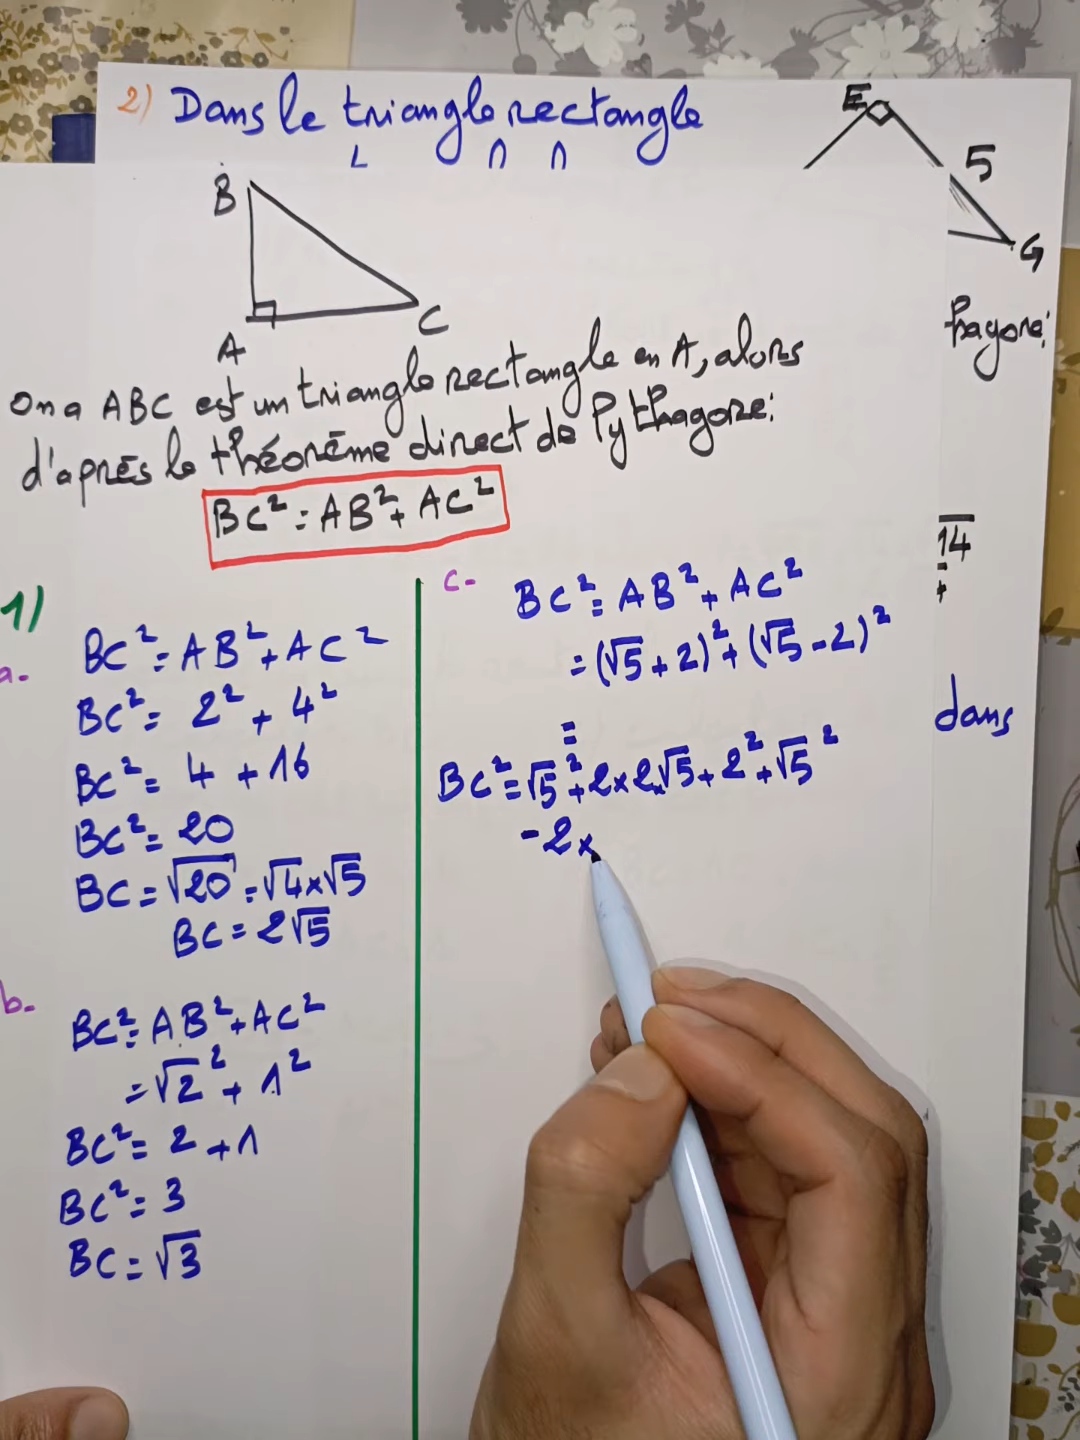 2) Dans le triangle rectangle
E
5
G
B
A
C
hagore:
On a ABC est un triangle rectangle en A, alors
d'après le théorème direct de Pythagore:
BC² = AB² + AC²
14
+
dans
1)
a.
BC² = AB² + AC²
BC² = 2² + 4²
BC² = 4 + 16
BC² = 20
BC = √20 = √4 × √5
BC = 2√5
b.
BC² = AB² + AC²
= √2² + 1²
BC² = 2 + 1
BC² = 3
BC = √3
c.
BC² = AB² + AC²
= (√5 + 2)² + (√5 - 2)²
=
BC² = √5² + 2 × 2 × √5 + 2² + √5²
- 2 ×